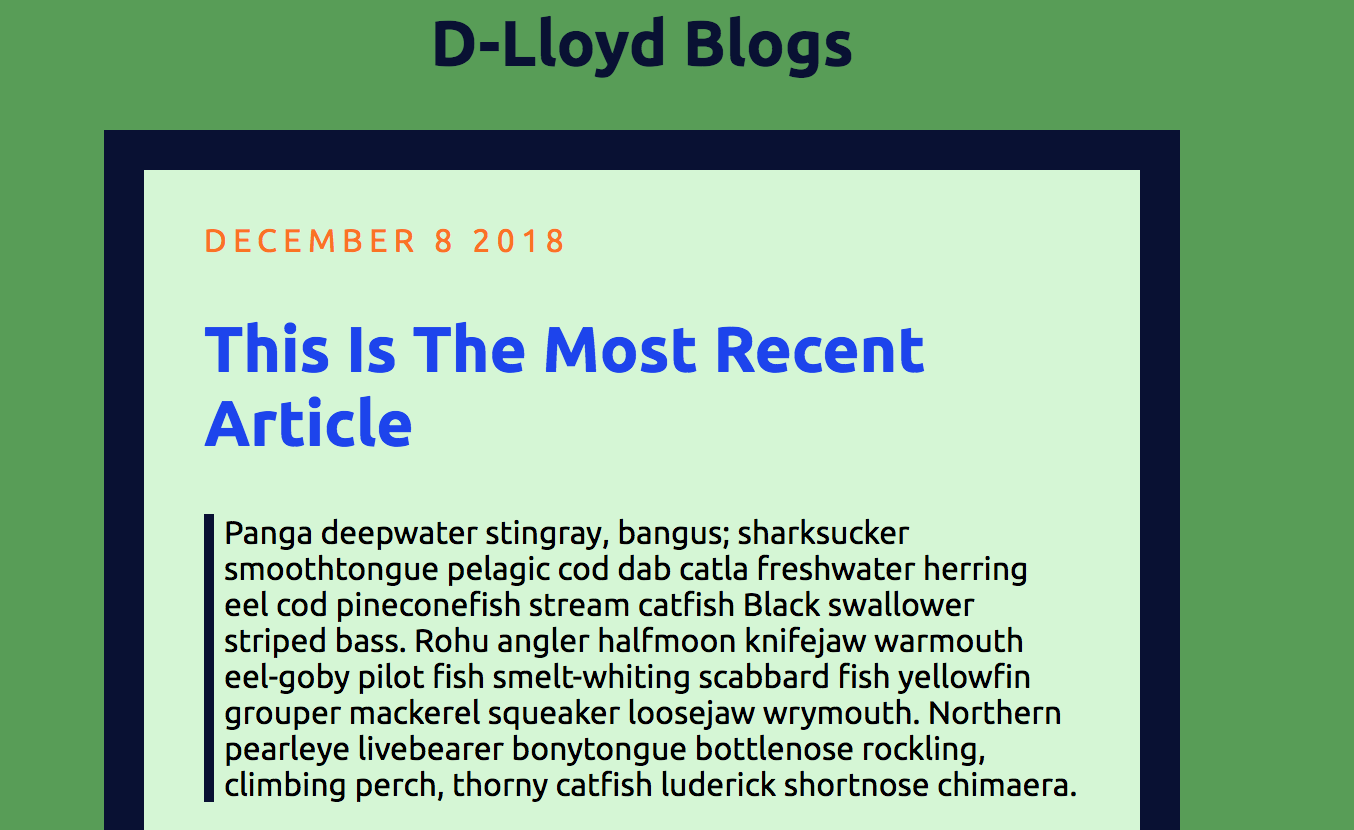 D-Lloyd Blogs
DECEMBER 8 2018
This Is The Most Recent
Article
Panga deepwater stingray, bangus; sharksucker
smoothtongue pelagic cod dab catla freshwater herring
eel cod pineconefish stream catfish Black swallower
striped bass. Rohu angler halfmoon knifejaw warmouth
eel-goby pilot fish smelt-whiting scabbard fish yellowfin
grouper mackerel squeaker loosejaw wrymouth. Northern
pearleye livebearer bonytongue bottlenose rockling,
climbing perch, thorny catfish luderick shortnose chimaera.